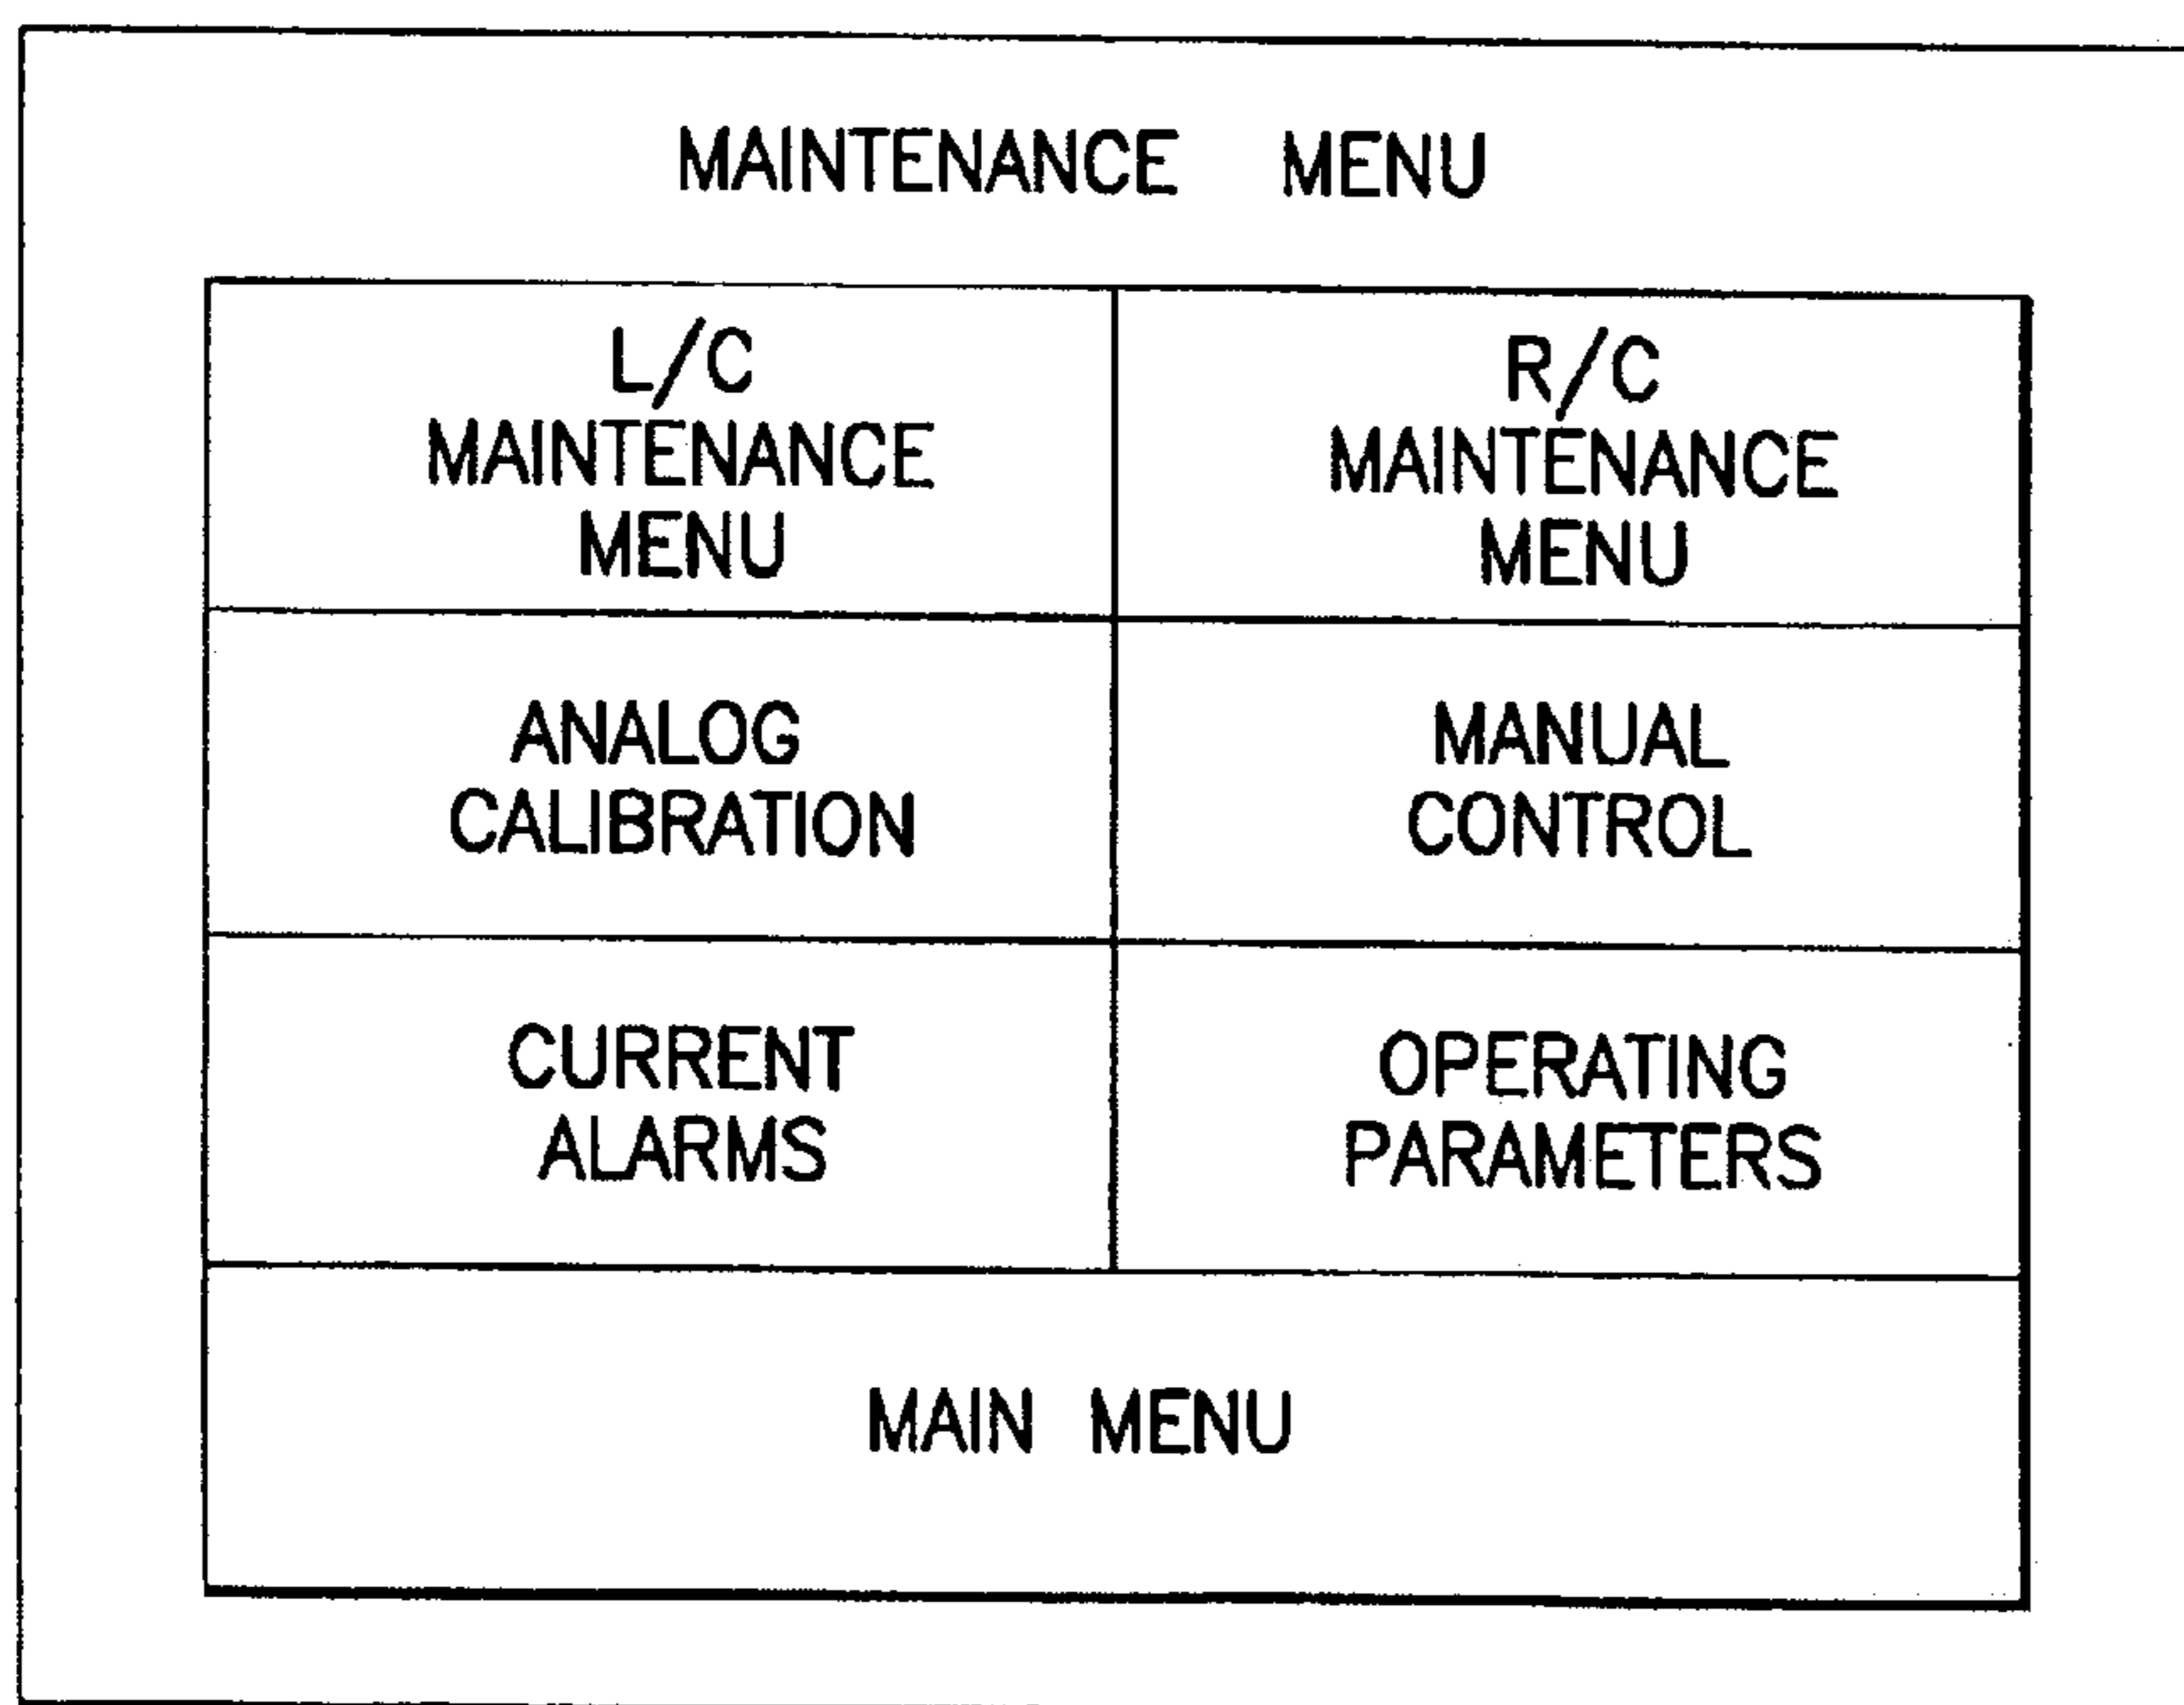 MAINTENANCE MENU
L/C
MAINTENANCE
MENU
R/C
MAINTENANCE
MENU
ANALOG
CALIBRATION
MANUAL
CONTROL
CURRENT
ALARMS
OPERATING
PARAMETERS
MAIN MENU